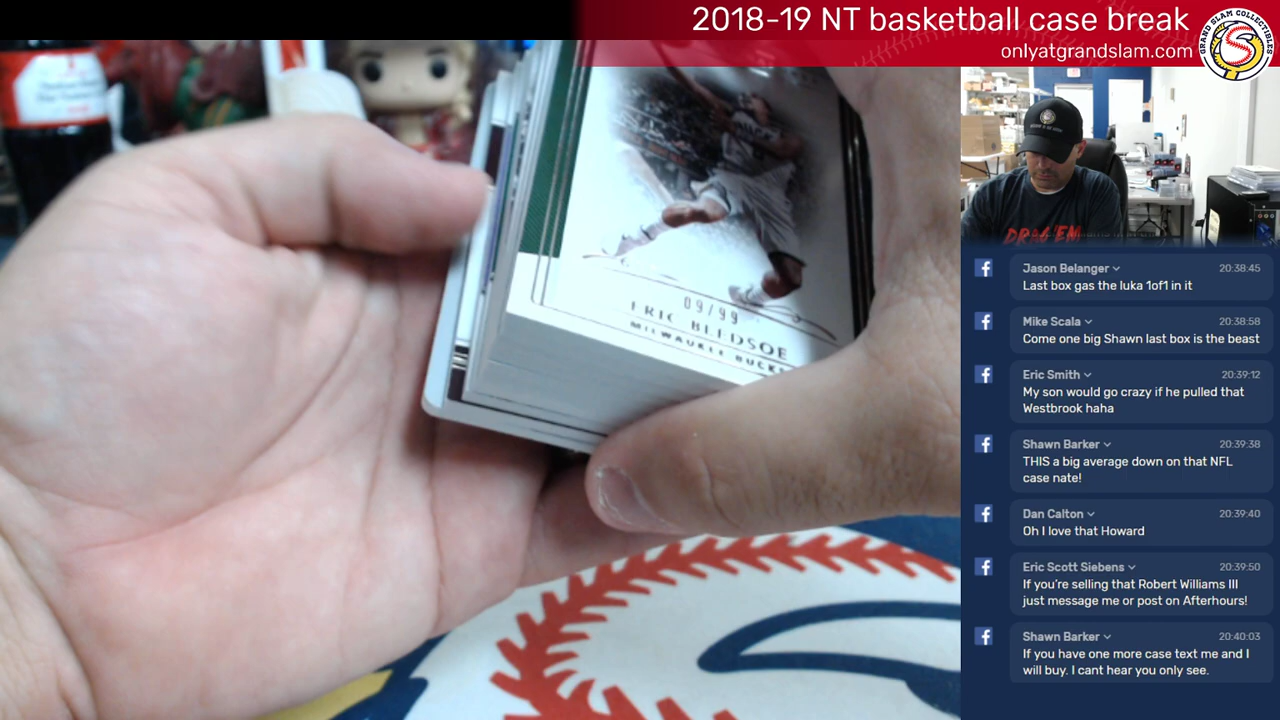 2018-19 NT basketball case break
onlyatgrandslam.com
GRAND SLAM COLLECTIBLES
09/99
ERIC BLEDSOE
MILWAUKEE BUCKS
DRAG'EM
Jason Belanger
20:38:45
Last box gas the luka 1of1 in it
Mike Scala
20:38:58
Come one big Shawn last box is the beast
Eric Smith
20:39:12
My son would go crazy if he pulled that
Westbrook haha
Shawn Barker
20:39:38
THIS a big average down on that NFL
case nate!
Dan Calton
20:39:40
Oh I love that Howard
Eric Scott Siebens
20:39:50
If you're selling that Robert Williams III
just message me or post on Afterhours!
Shawn Barker
20:40:03
If you have one more case text me and I
will buy. I cant hear you only see.